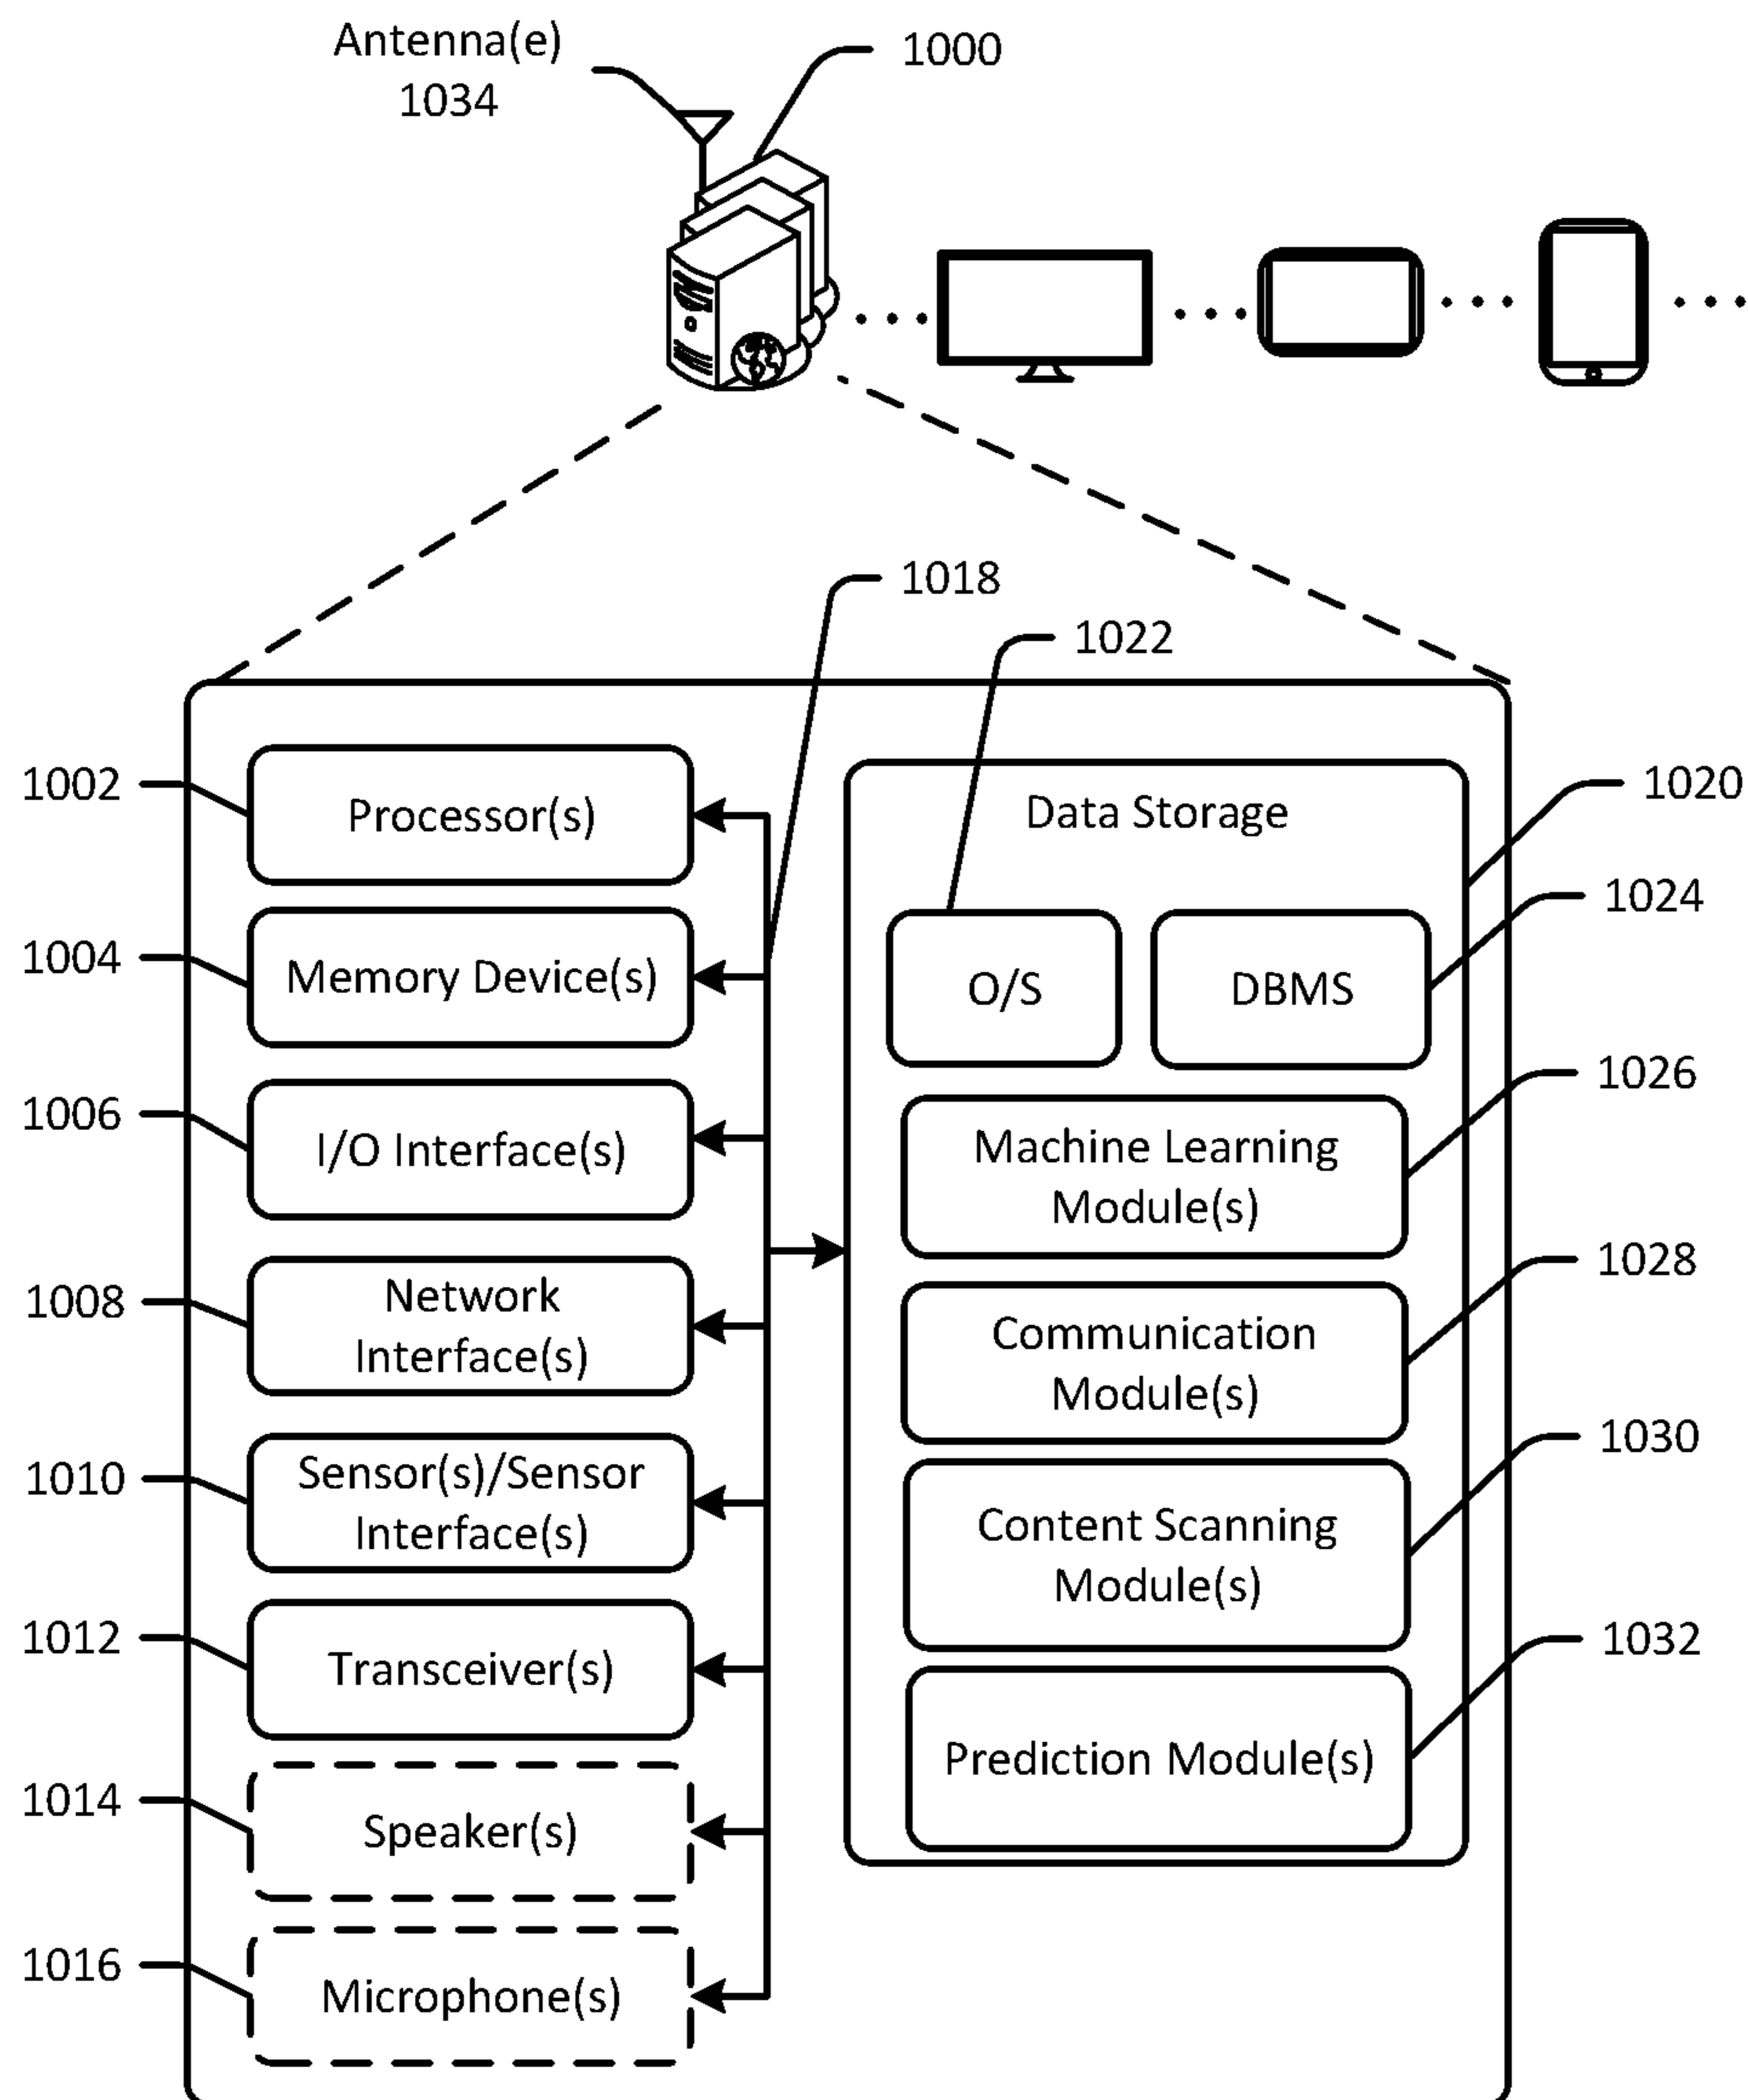 Antenna(e)
1034
1000
1018
1022
1002
Processor(s)
1004
Memory Device(s)
1006
I/O Interface(s)
1008
Network
Interface(s)
1010
Sensor(s)/Sensor
Interface(s)
1012
Transceiver(s)
1014
Speaker(s)
1016
Microphone(s)
Data Storage
1020
O/S
DBMS
1024
Machine Learning
Module(s)
1026
Communication
Module(s)
1028
Content Scanning
Module(s)
1030
Prediction Module(s)
1032